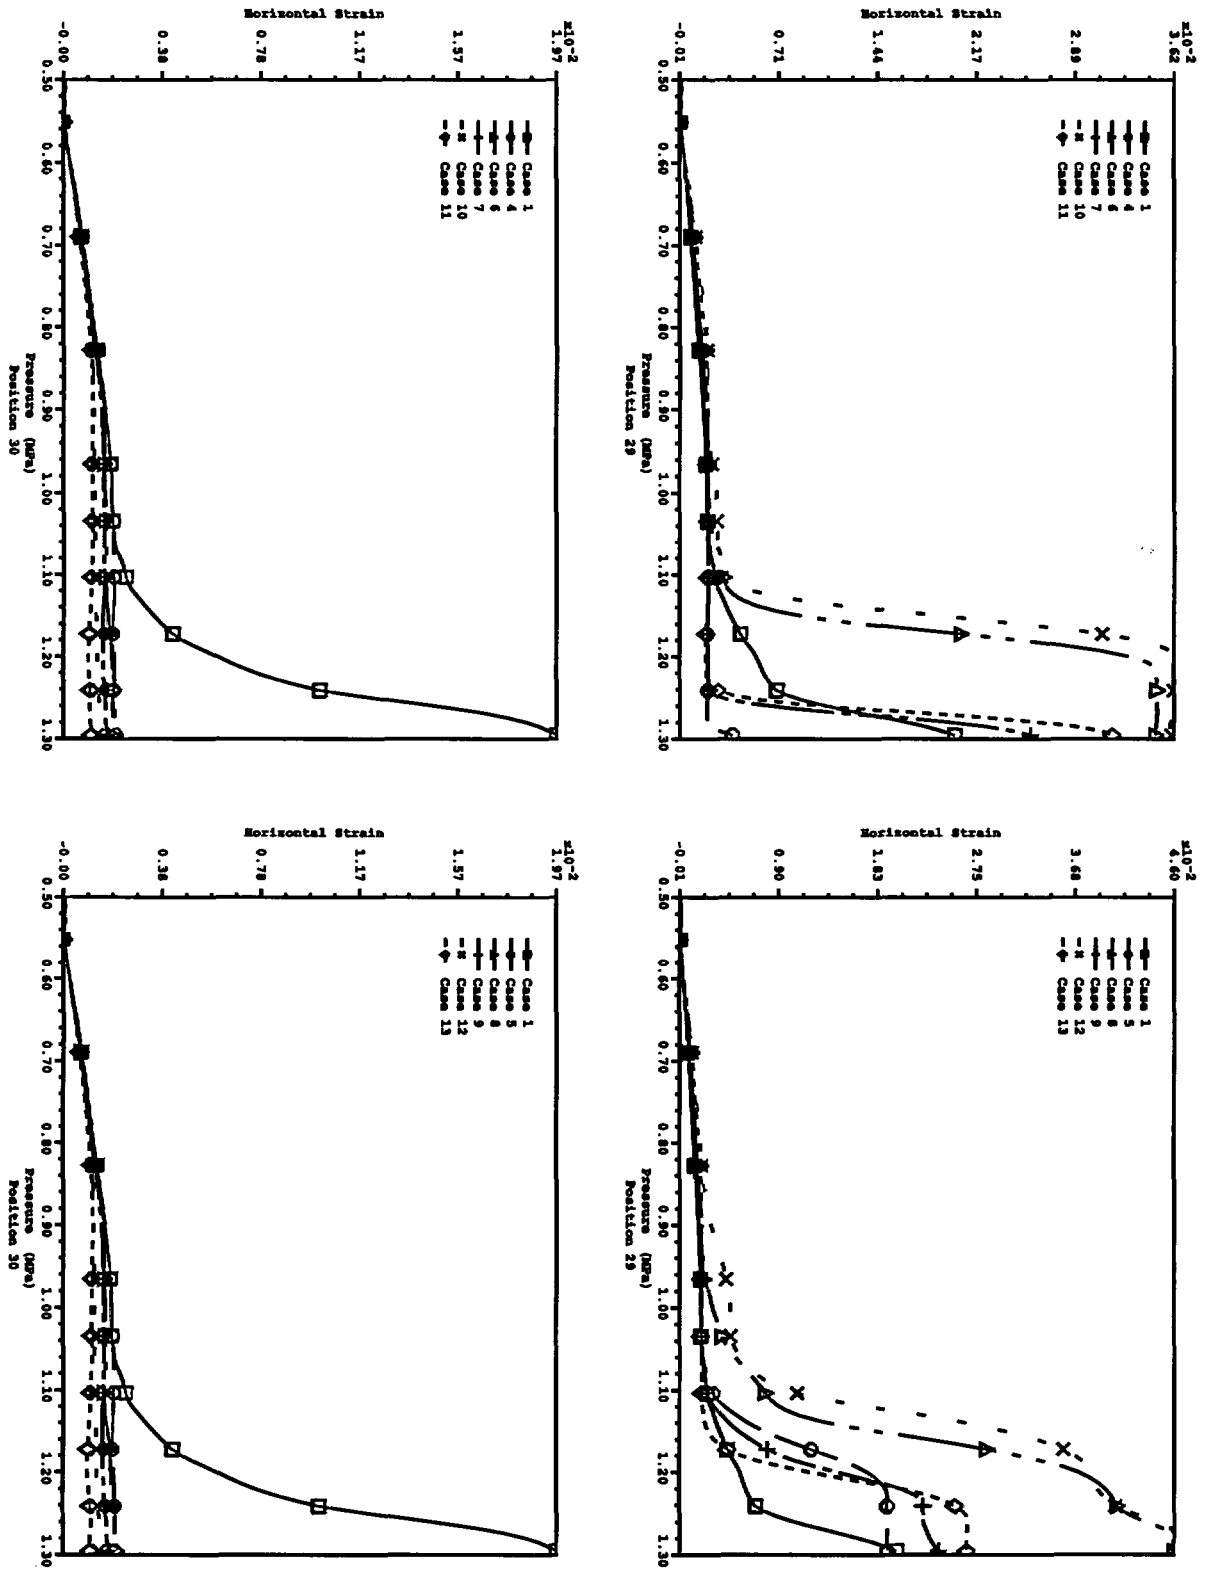 x10-2
3.62
2.89
2.17
1.44
0.71
-0.01
Horizontal Strain
Case 1
Case 4
Case 6
Case 7
Case 10
Case 11
0.50 0.60 0.70 0.80 0.90 1.00 1.10 1.20 1.30
Pressure (MPa)
Position 29
x10-2
4.60
3.68
2.75
1.83
0.90
-0.01
Horizontal Strain
Case 1
Case 5
Case 8
Case 9
Case 12
Case 13
0.50 0.60 0.70 0.80 0.90 1.00 1.10 1.20 1.30
Pressure (MPa)
Position 29
x10-2
1.97
1.57
1.17
0.78
0.38
-0.00
Horizontal Strain
Case 1
Case 4
Case 6
Case 7
Case 10
Case 11
0.50 0.60 0.70 0.80 0.90 1.00 1.10 1.20 1.30
Pressure (MPa)
Position 30
x10-2
1.97
1.57
1.17
0.78
0.38
-0.00
Horizontal Strain
Case 1
Case 5
Case 8
Case 9
Case 12
Case 13
0.50 0.60 0.70 0.80 0.90 1.00 1.10 1.20 1.30
Pressure (MPa)
Position 30